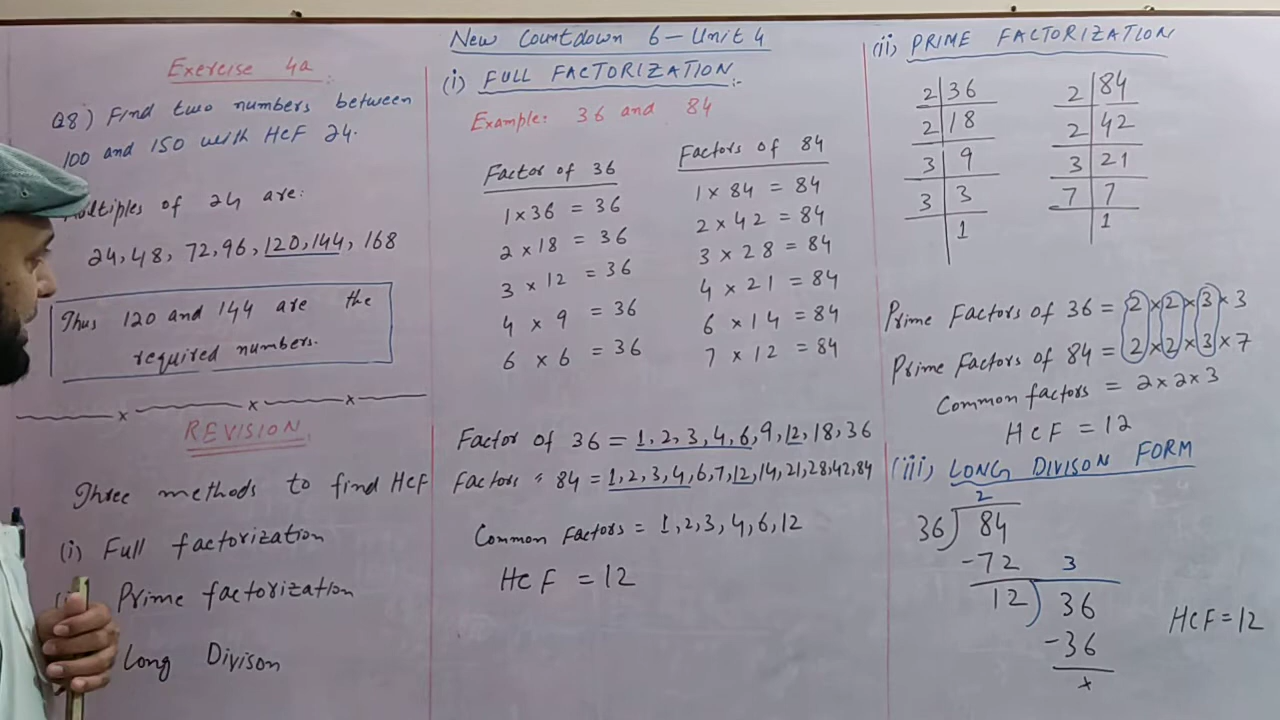 New Countdown 6 - Unit 4
Exercise 4a
Q8) Find two numbers between
100 and 150 with HCF 24.
Multiples of 24 are:
24, 48, 72, 96, 120, 144, 168
Thus 120 and 144 are the
required numbers.
REVISION
Three methods to find HCF
(i) Full factorization
Prime factorization
Long Divison
(i) FULL FACTORIZATION:-
Example: 36 and 84
Factor of 36
1 x 36 = 36
2 x 18 = 36
3 x 12 = 36
4 x 9 = 36
6 x 6 = 36
Factors of 84
1 x 84 = 84
2 x 42 = 84
3 x 28 = 84
4 x 21 = 84
6 x 14 = 84
7 x 12 = 84
Factor of 36 = 1, 2, 3, 4, 6, 9, 12, 18, 36
Factors " 84 = 1, 2, 3, 4, 6, 7, 12, 14, 21, 28, 42, 84
Common Factors = 1, 2, 3, 4, 6, 12
HCF = 12
(ii) PRIME FACTORIZATION
2 | 36
2 | 18
3 | 9
3 | 3
1
2 | 84
2 | 42
3 | 21
7 | 7
1
Prime Factors of 36 = 2 x 2 x 3 x 3
Prime Factors of 84 = 2 x 2 x 3 x 7
Common factors = 2 x 2 x 3
HCF = 12
(iii) LONG DIVISON FORM
2
36 ) 84
-72 3
12 ) 36
-36
x
HCF = 12